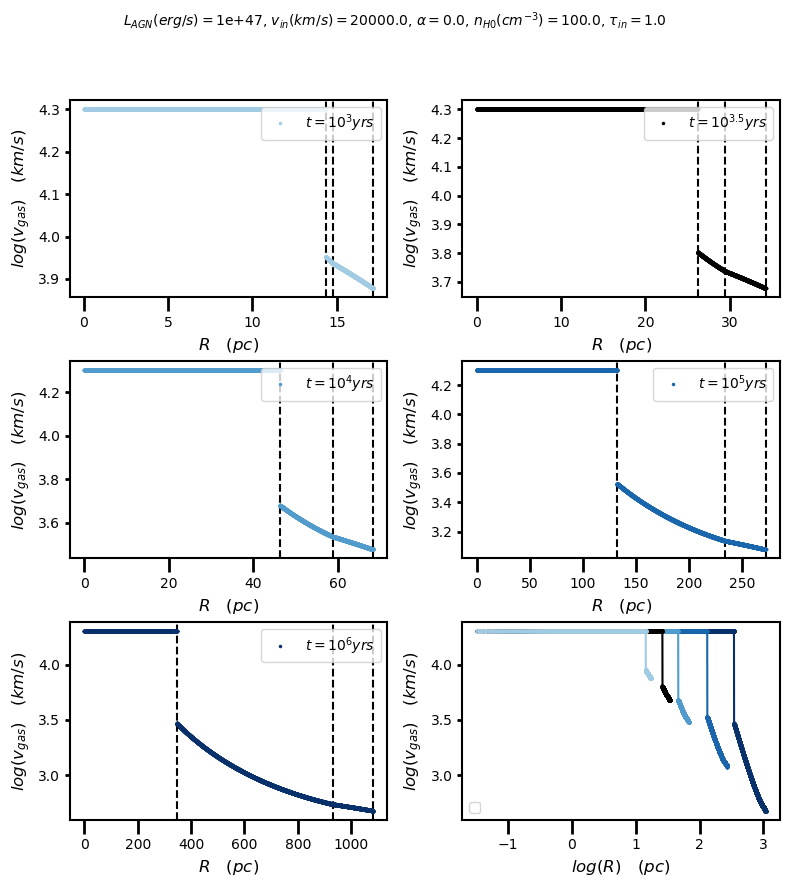 L_{AGN}(erg/s) = 1e+47, v_{in}(km/s) = 20000.0, α = 0.0, n_{H0}(cm^{-3}) = 100.0, τ_{in} = 1.0
4.3
4.2
4.1
4.0
3.9
log(v_{gas}) (km/s)
t = 10^3 yrs
0 5 10 15
R (pc)
4.3
4.2
4.1
4.0
3.9
3.8
3.7
log(v_{gas}) (km/s)
t = 10^{3.5} yrs
0 10 20 30
R (pc)
4.2
4.0
3.8
3.6
log(v_{gas}) (km/s)
t = 10^4 yrs
0 20 40 60
R (pc)
4.2
4.0
3.8
3.6
3.4
3.2
log(v_{gas}) (km/s)
t = 10^5 yrs
0 50 100 150 200 250
R (pc)
4.0
3.5
3.0
log(v_{gas}) (km/s)
t = 10^6 yrs
0 200 400 600 800 1000
R (pc)
4.0
3.5
3.0
log(v_{gas}) (km/s)
−1 0 1 2 3
log(R) (pc)